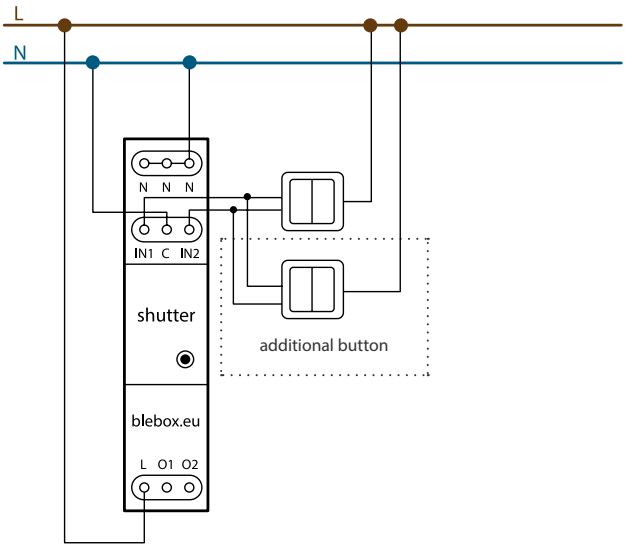 L
N
N N N
IN1 C IN2
shutter
additional button
blebox.eu
L O1 O2